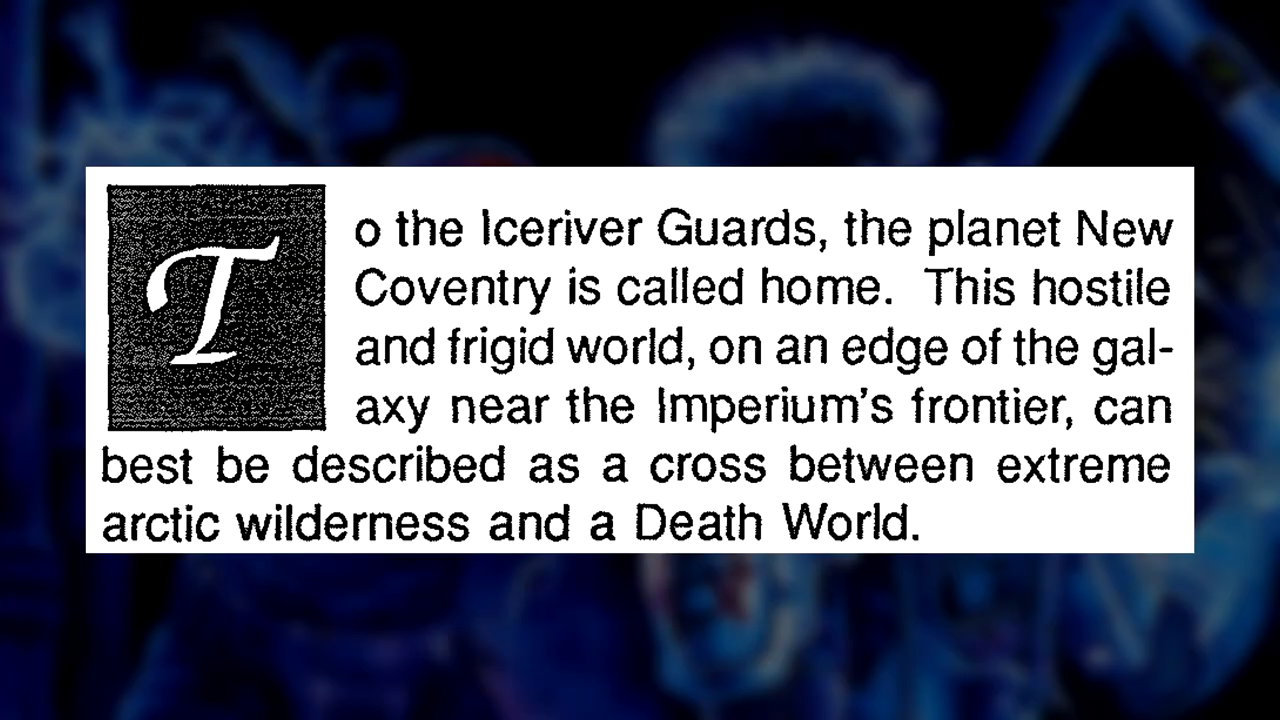 To the Iceriver Guards, the planet New
Coventry is called home. This hostile
and frigid world, on an edge of the gal-
axy near the Imperium's frontier, can
best be described as a cross between extreme
arctic wilderness and a Death World.